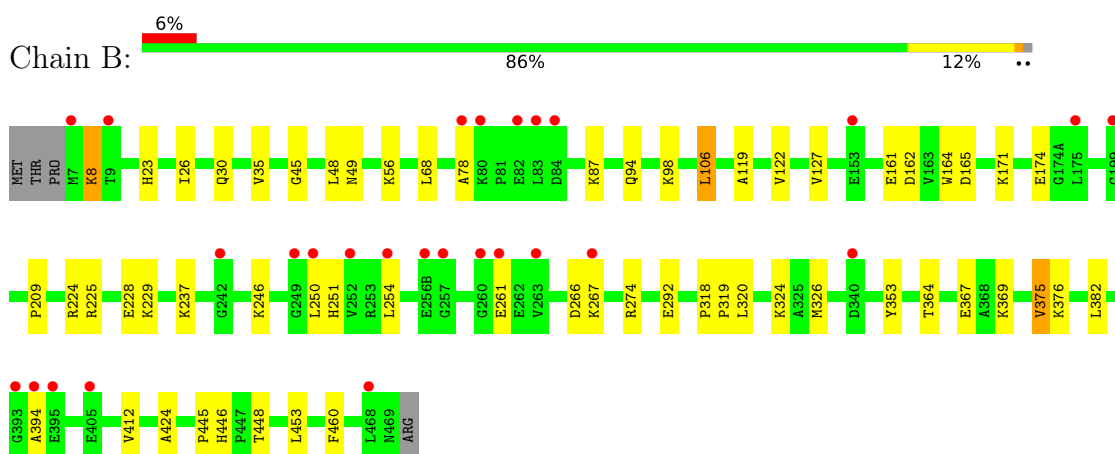 6%
Chain B:
86% 12% ••
MET THR PRO M7 K8 T9 H23 I26 Q30 V35 G45 L48 N49 K56 L68 A78 K80 P81 E82 L83 D84 K87 Q94 K98 L106 A119 V122 V127 E153 E161 D162 V163 W164 D165 K171 E174 G174A L175 G199
P209 R224 R225 E228 K229 K237 G242 K246 G249 L250 H251 V252 R253 L254 E256B G257 G260 E261 E262 V263 D266 K267 R274 E292 P318 P319 L320 K324 A325 M326 D340 Y353 T364 E367 A368 K369 V375 K376 L382
G393 A394 E395 E405 V412 A424 P445 H446 P447 T448 L453 F460 L468 N469 ARG